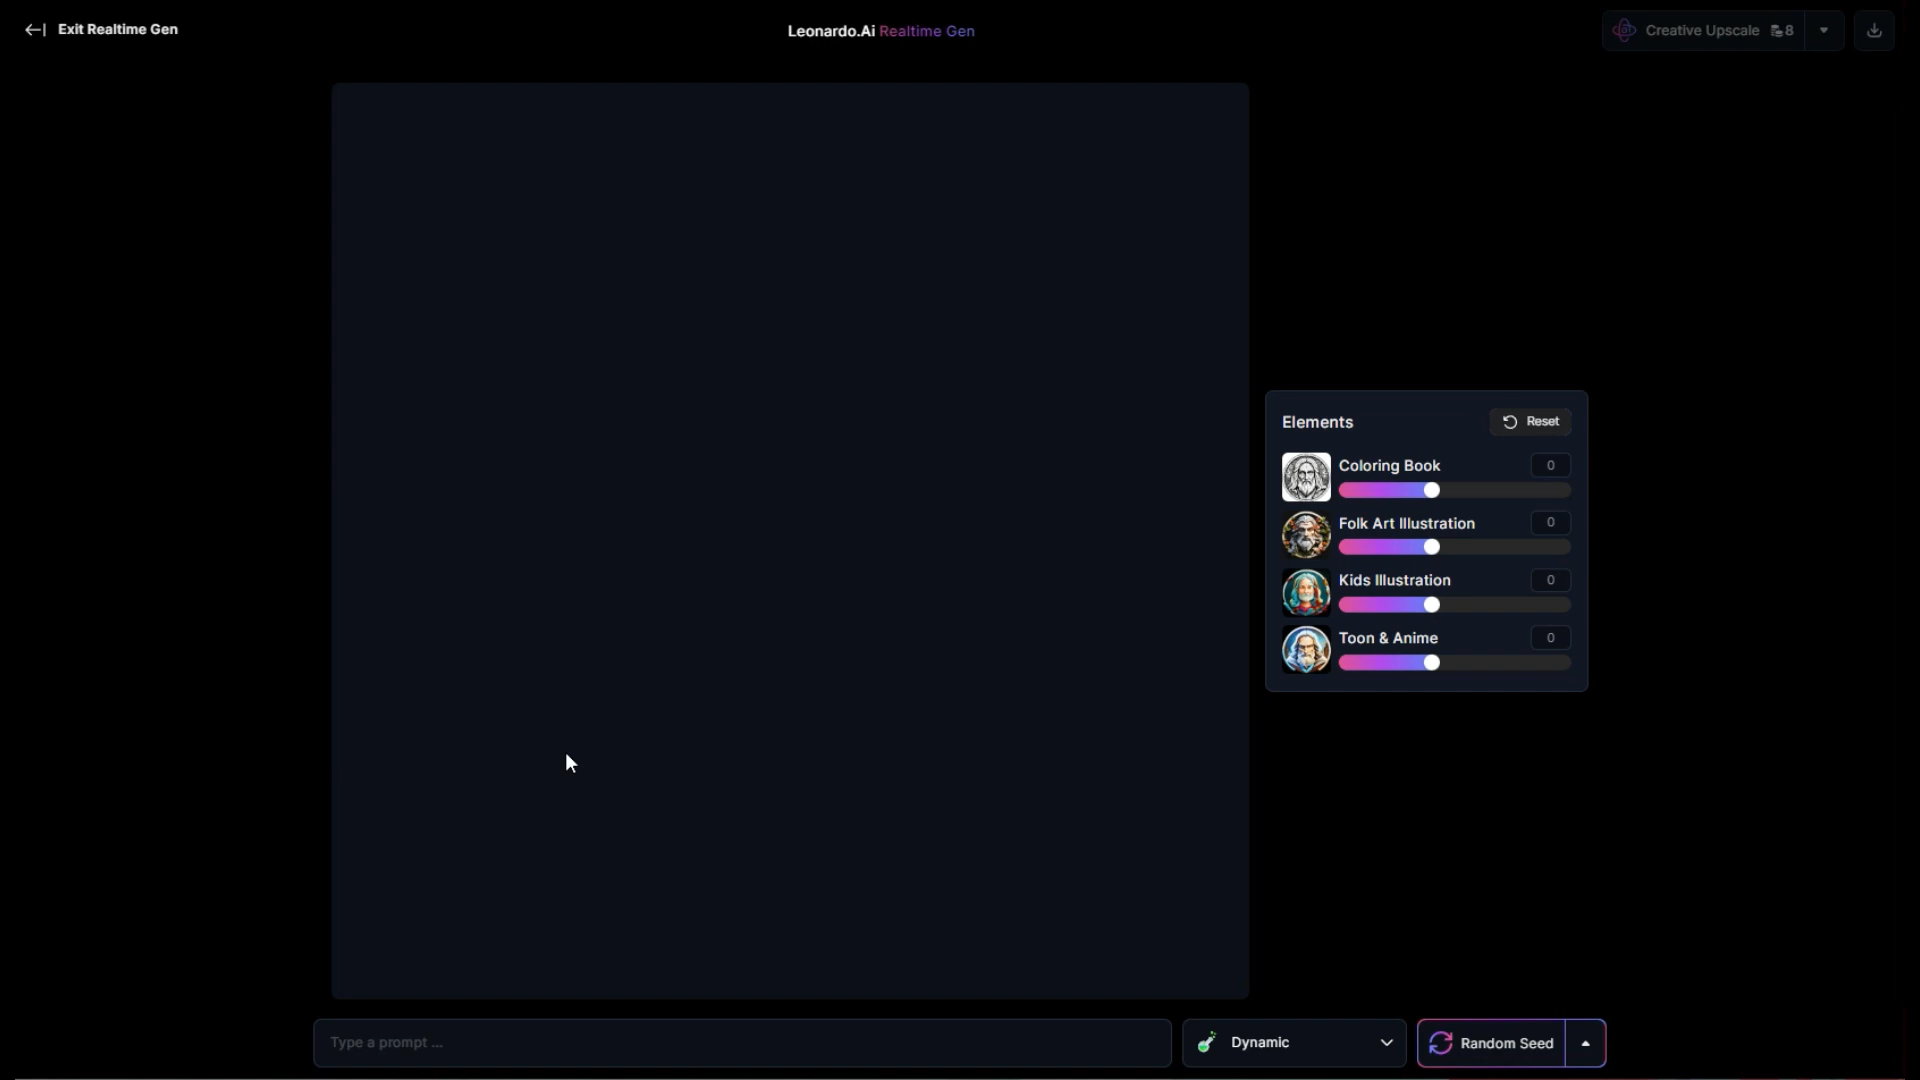 Exit Realtime Gen
Leonardo.Ai Realtime Gen
Creative Upscale 8
Elements
Reset
Coloring Book 0
Folk Art Illustration 0
Kids Illustration 0
Toon & Anime 0
Type a prompt ...
Dynamic
Random Seed